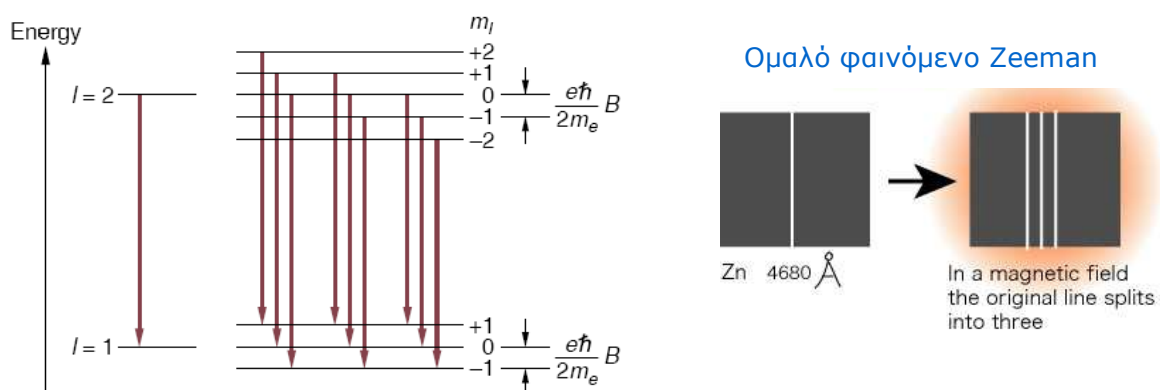 Energy
m_l
+2
+1
l = 2
0
−1
−2
eħ/2m_e B
+1
l = 1
0
−1
eħ/2m_e B
Ομαλό φαινόμενο Zeeman
Zn 4680 Å
In a magnetic field
the original line splits
into three